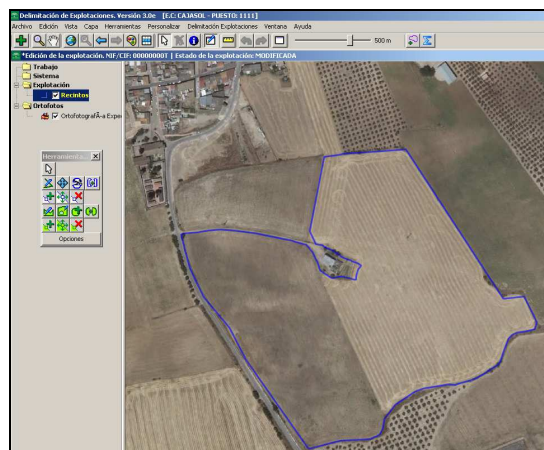 Delimitación de Explotaciones. Versión 3.0e [E.C: CAJASOL - PUESTO: 1111]
Archivo Edición Vista Capa Herramientas Personalizar Delimitación Explotaciones Ventana Ayuda
500 m
*Edición de la explotación. NIF/CIF 00000000T | Estado de la explotación: MODIFICADA
Trabajo
Sistema
Explotación
Recintos
Ortofotos
OrtofotografÃ-a Expe
Herramienta... X
Opciones